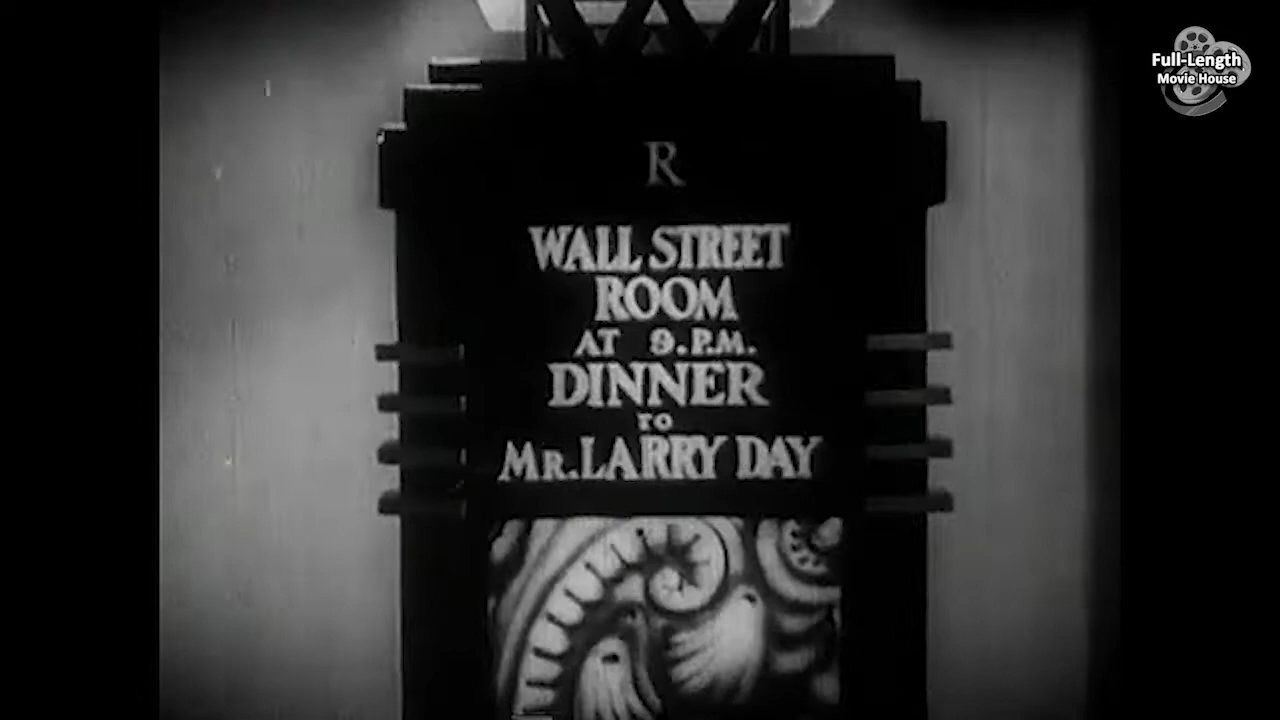 Full-Length
Movie House
R
WALL STREET
ROOM
AT 9.P.M.
DINNER
TO
MR. LARRY DAY